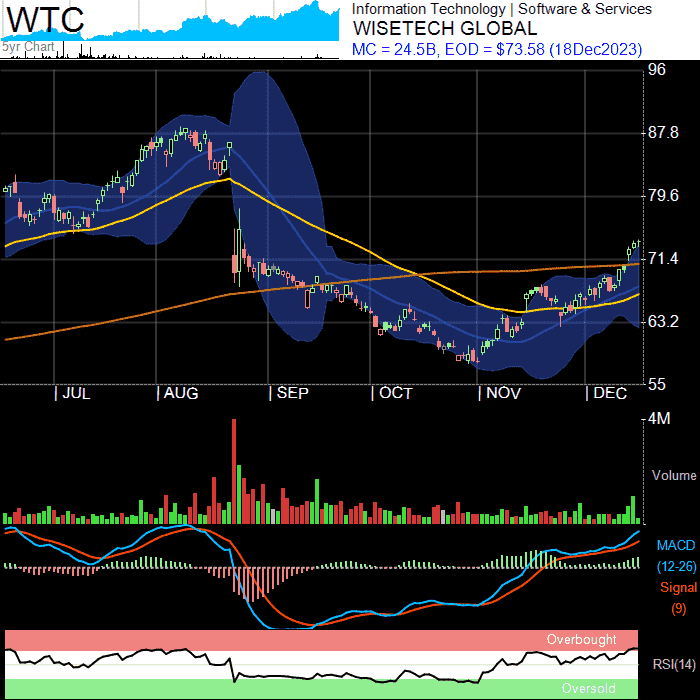 WTC
5yr Chart
Information Technology | Software & Services
WISETECH GLOBAL
MC = 24.5B, EOD = $73.58 (18Dec2023)
96
87.8
79.6
71.4
63.2
55
| JUL | AUG | SEP | OCT | NOV | DEC
4M
Volume
MACD
(12-26)
Signal
(9)
Overbought
RSI(14)
Oversold